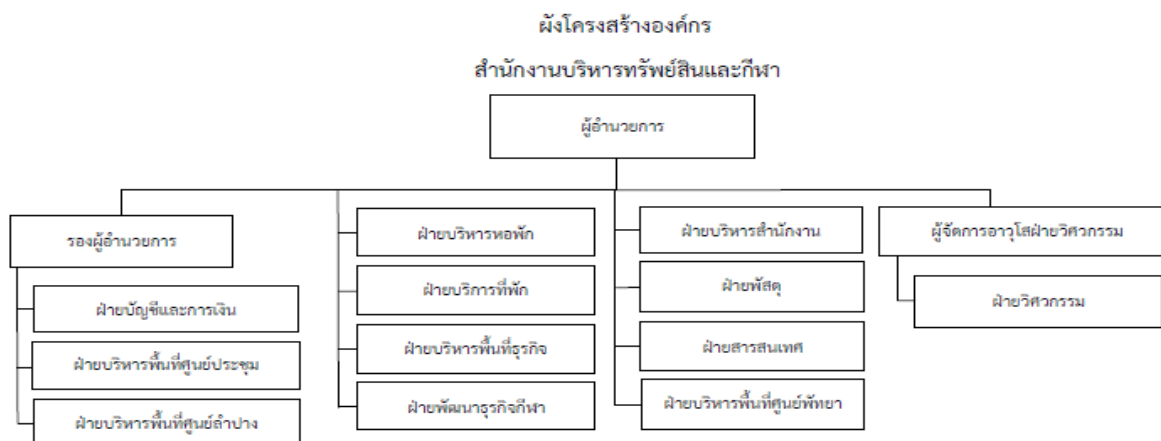 ผังโครงสร้างองค์กร
สำนักงานบริหารทรัพย์สินและกีฬา
ผู้อำนวยการ
รองผู้อำนวยการ
ฝ่ายบัญชีและการเงิน
ฝ่ายบริหารพื้นที่ศูนย์ประชุม
ฝ่ายบริหารพื้นที่ศูนย์ลำปาง
ฝ่ายบริหารหอพัก
ฝ่ายบริการที่พัก
ฝ่ายบริหารพื้นที่ธุรกิจ
ฝ่ายพัฒนาธุรกิจกีฬา
ฝ่ายบริหารสำนักงาน
ฝ่ายพัสดุ
ฝ่ายสารสนเทศ
ฝ่ายบริหารพื้นที่ศูนย์พัทยา
ผู้จัดการอาวุโสฝ่ายวิศวกรรม
ฝ่ายวิศวกรรม